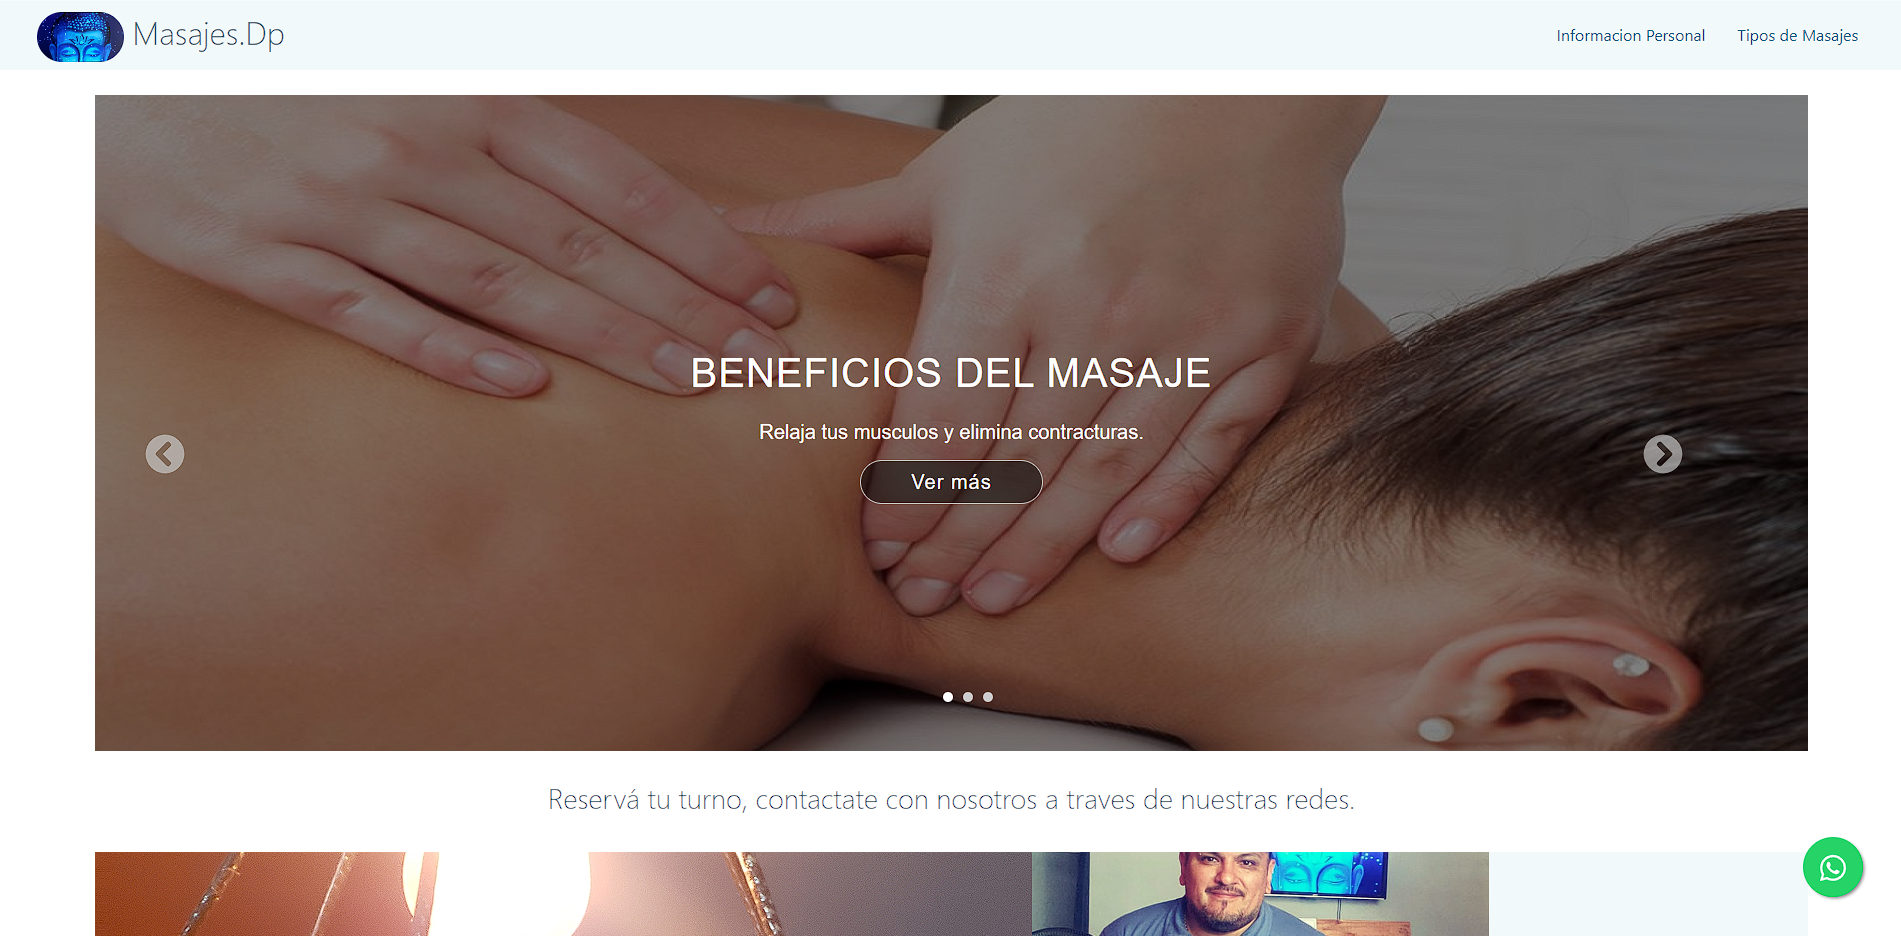 Masajes.Dp
Informacion Personal
Tipos de Masajes
BENEFICIOS DEL MASAJE
Relaja tus musculos y elimina contracturas.
Ver más
Reservá tu turno, contactate con nosotros a traves de nuestras redes.